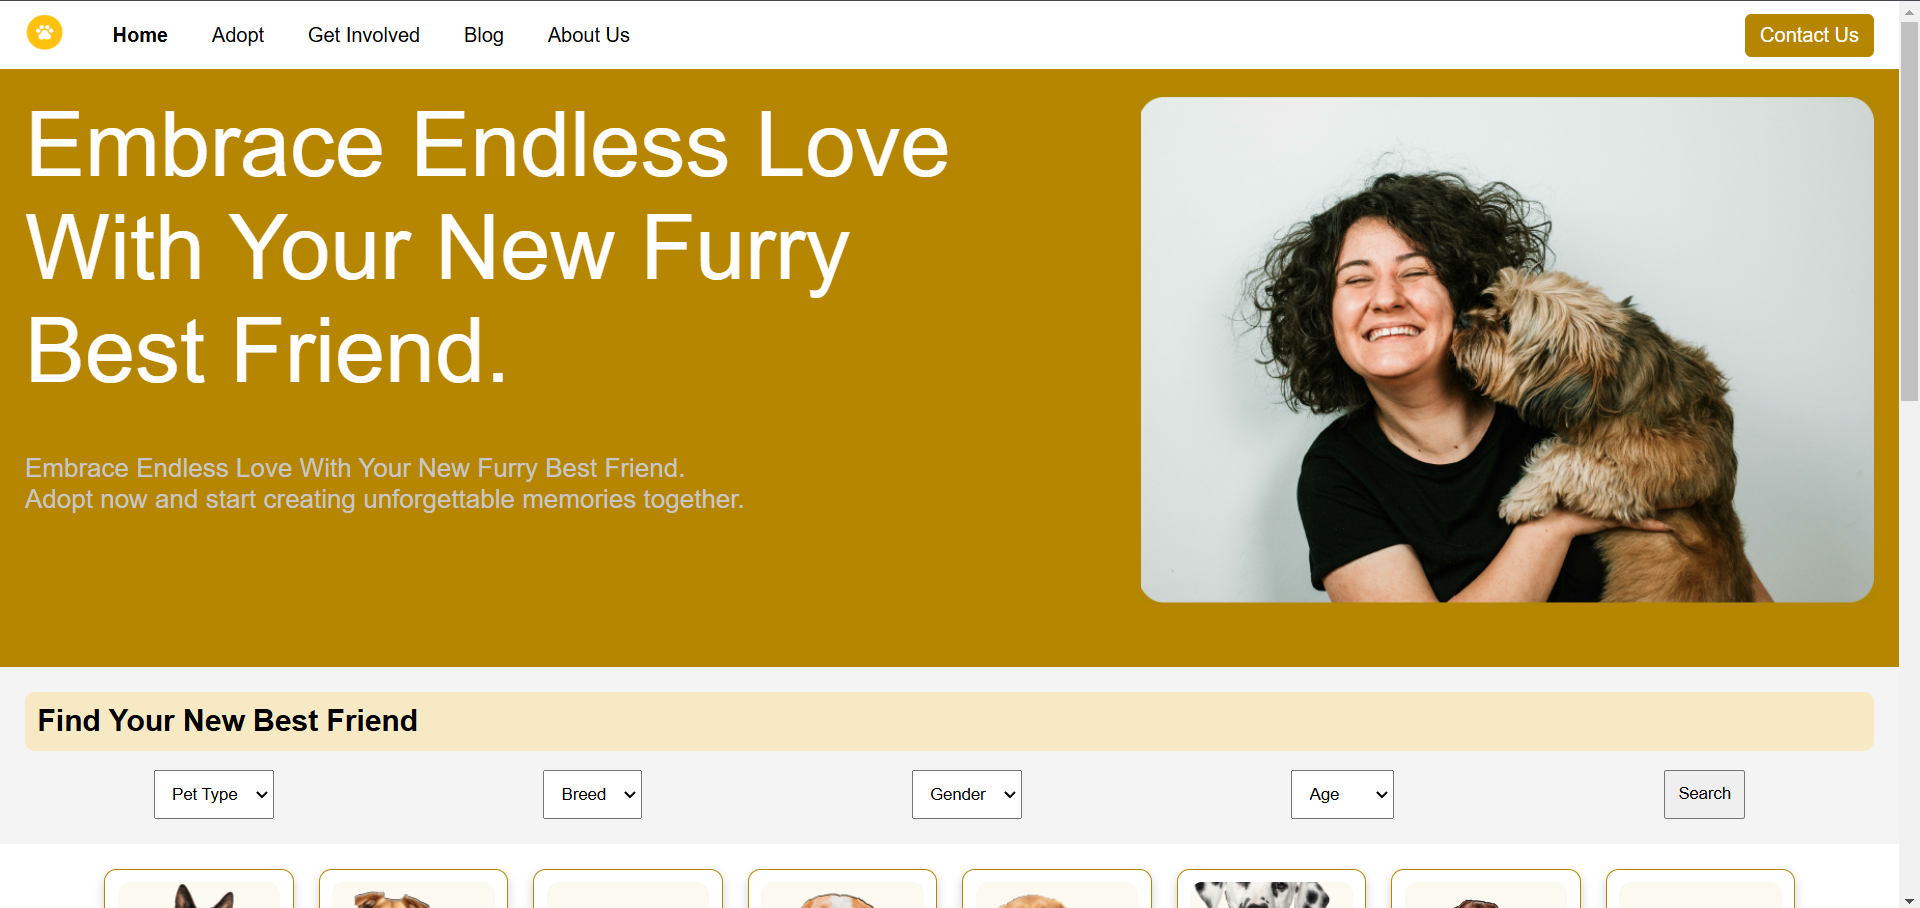 Home
Adopt
Get Involved
Blog
About Us
Contact Us
Embrace Endless Love
With Your New Furry
Best Friend.
Embrace Endless Love With Your New Furry Best Friend.
Adopt now and start creating unforgettable memories together.
Find Your New Best Friend
Pet Type
Breed
Gender
Age
Search